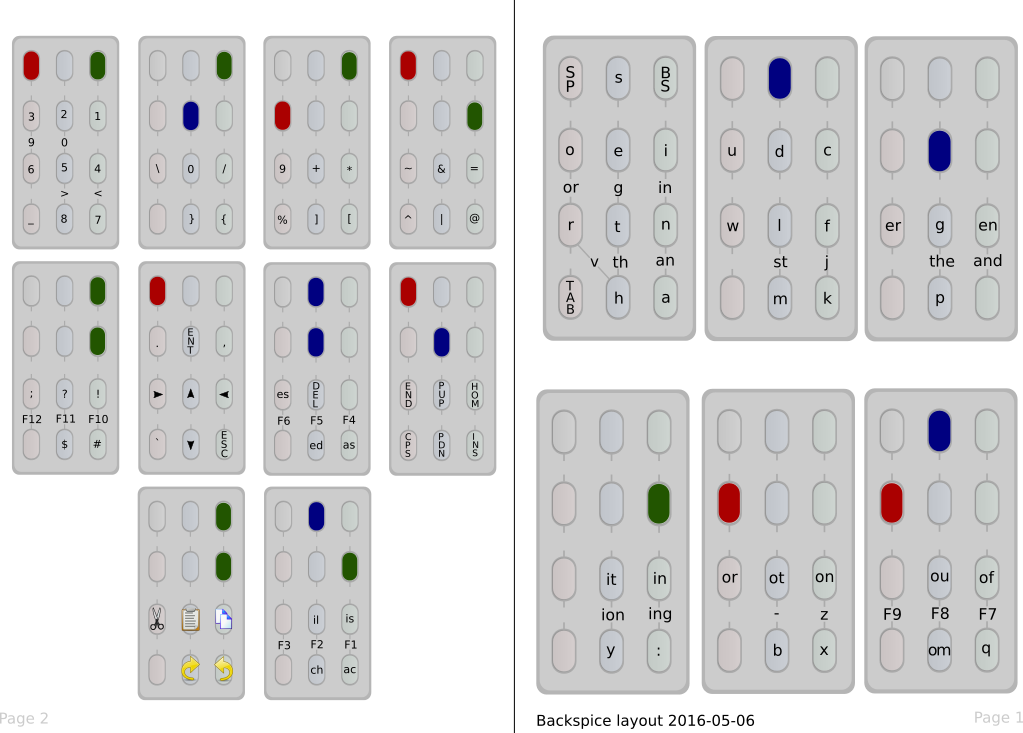 3 2 1
9 0
6 5 4
> <
_ 8 7
\ 0 /
} {
9 + *
% ] [
~ & =
^ | @
; ? !
F12 F11 F10
$ #
. ENT ,
` ESC
es DEL
F6 F5 F4
ed as
END PUP HOM
CPS PDN INS
il is
F3 F2 F1
ch ac
Page 2
SP s BS
o e i
or g in
r t n
v th an
TAB h a
u d c
w l f
st j
m k
er g en
the and
p
it in
ion ing
y :
or ot on
- z
b x
ou of
F9 F8 F7
om q
Backspice layout 2016-05-06
Page 1